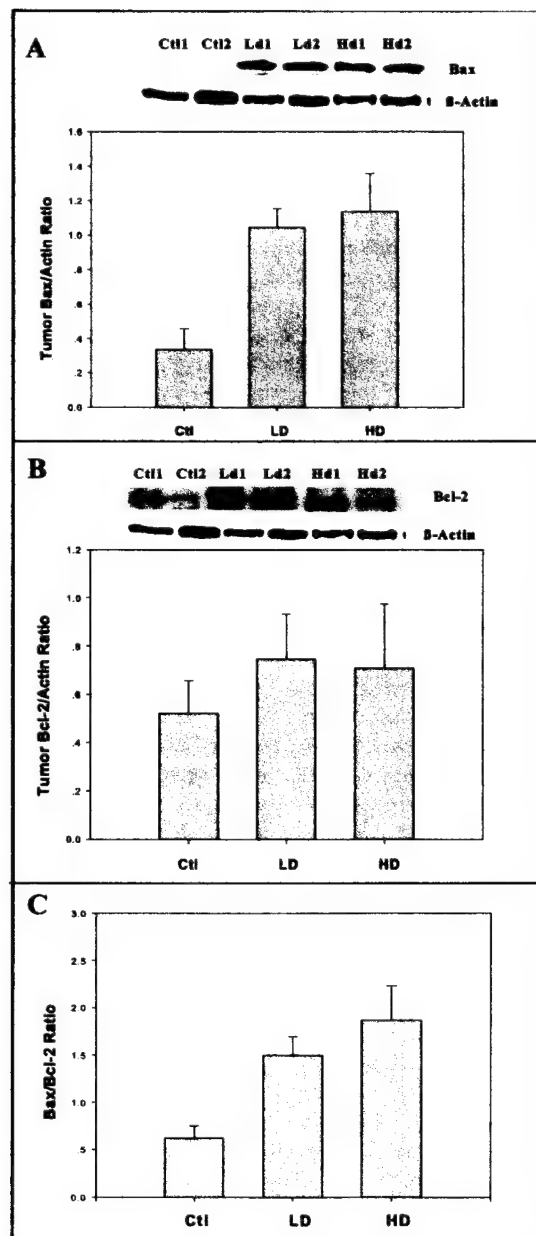 A
Ctl1 Ctl2 Ld1 Ld2 Hd1 Hd2
Bax
ß-Actin
Tumor Bax/Actin Ratio
1.6
1.4
1.2
1.0
.8
.6
.4
.2
0.0
Ctl LD HD
B
Ctl1 Ctl2 Ld1 Ld2 Hd1 Hd2
Bcl-2
ß-Actin
Tumor Bcl-2/Actin Ratio
1.2
1.0
.8
.6
.4
.2
0.0
Ctl LD HD
C
Bax/Bcl-2 Ratio
3.0
2.5
2.0
1.5
1.0
.5
.0
Ctl LD HD